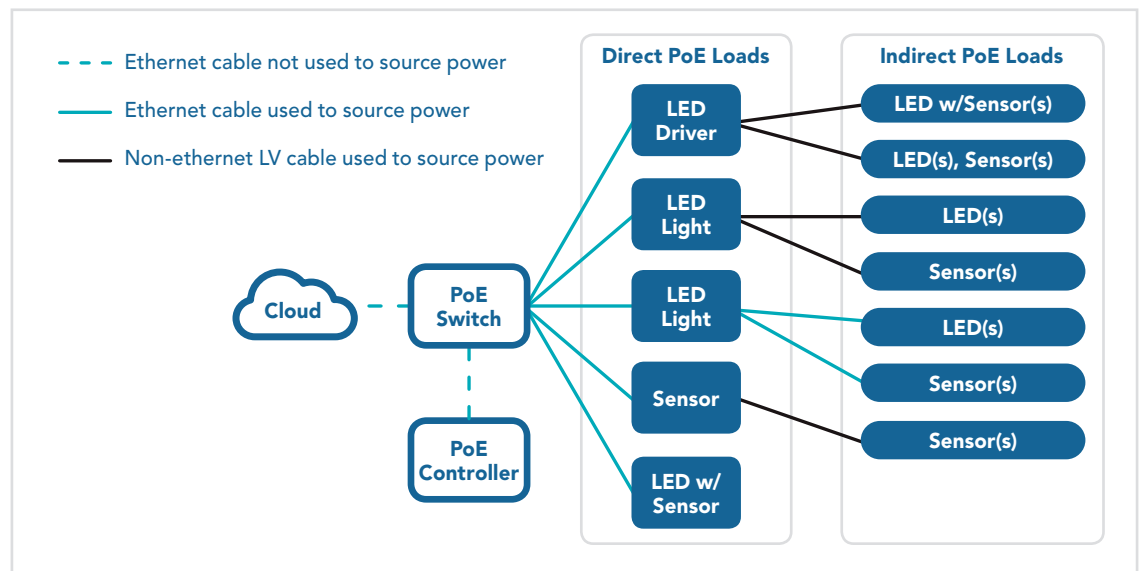 Ethernet cable not used to source power
Ethernet cable used to source power
Non-ethernet LV cable used to source power
Cloud
PoE
Switch
PoE
Controller
Direct PoE Loads
LED
Driver
LED
Light
LED
Light
Sensor
LED w/
Sensor
Indirect PoE Loads
LED w/Sensor(s)
LED(s), Sensor(s)
LED(s)
Sensor(s)
LED(s)
Sensor(s)
Sensor(s)